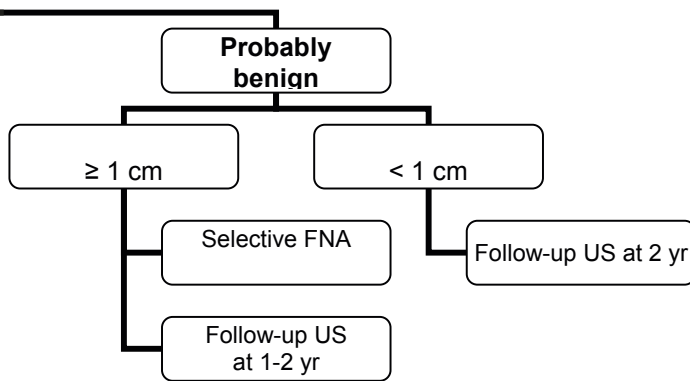 Probably
benign
≥ 1 cm
< 1 cm
Selective FNA
Follow-up US at 2 yr
Follow-up US
at 1-2 yr